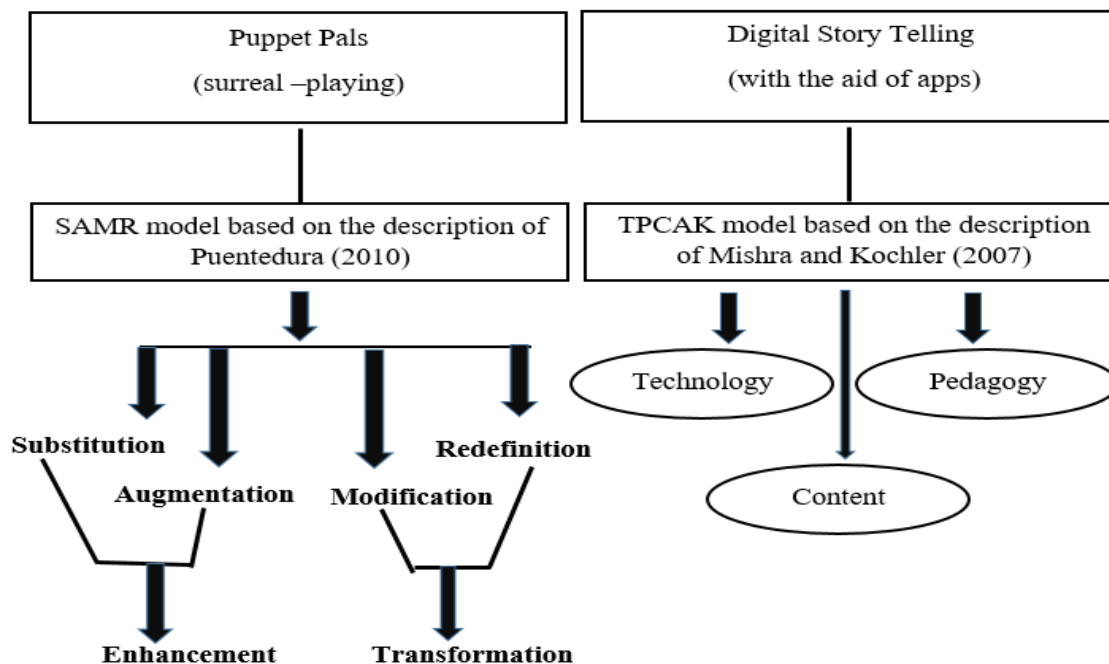 Puppet Pals
(surreal –playing)
Digital Story Telling
(with the aid of apps)
SAMR model based on the description of
Puentedura (2010)
TPCAK model based on the description
of Mishra and Kochler (2007)
Technology
Pedagogy
Content
Substitution
Augmentation
Modification
Redefinition
Enhancement
Transformation